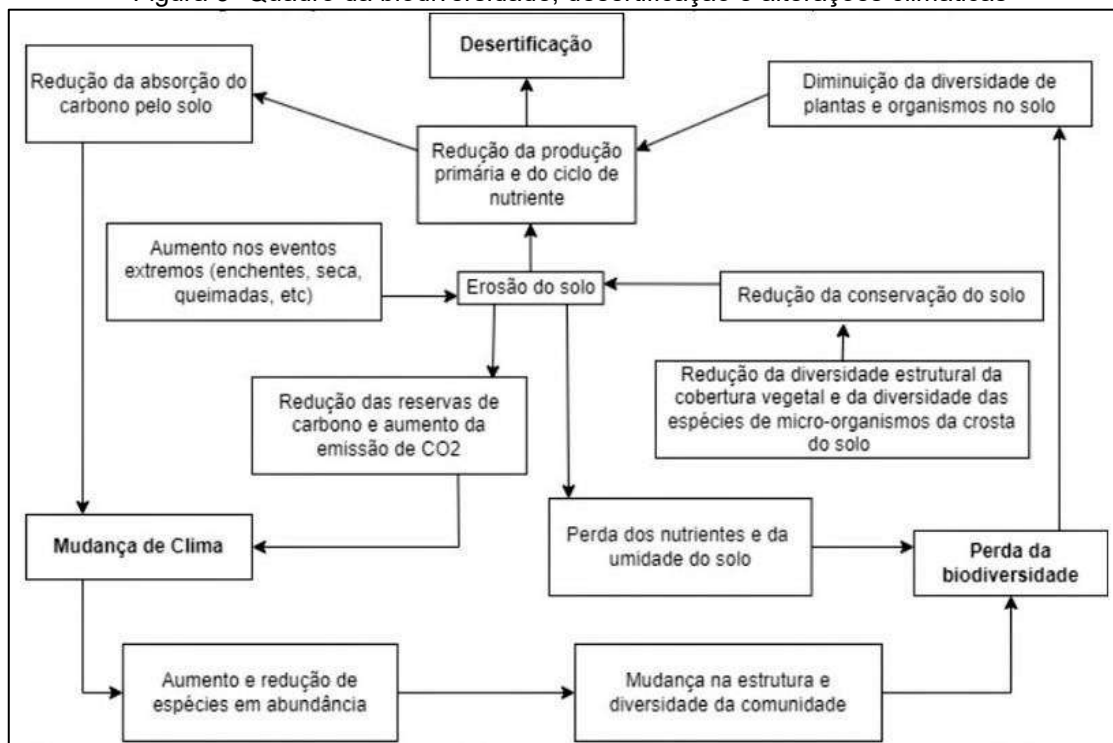 Desertificação
Redução da absorção do
carbono pelo solo
Diminuição da diversidade de
plantas e organismos no solo
Redução da produção
primária e do ciclo de
nutriente
Aumento nos eventos
extremos (enchentes, seca,
queimadas, etc)
Erosão do solo
Redução da conservação do solo
Redução das reservas de
carbono e aumento da
emissão de CO2
Redução da diversidade estrutural da
cobertura vegetal e da diversidade das
espécies de micro-organismos da crosta
do solo
Mudança de Clima
Perda dos nutrientes e da
umidade do solo
Perda da
biodiversidade
Aumento e redução de
espécies em abundância
Mudança na estrutura e
diversidade da comunidade